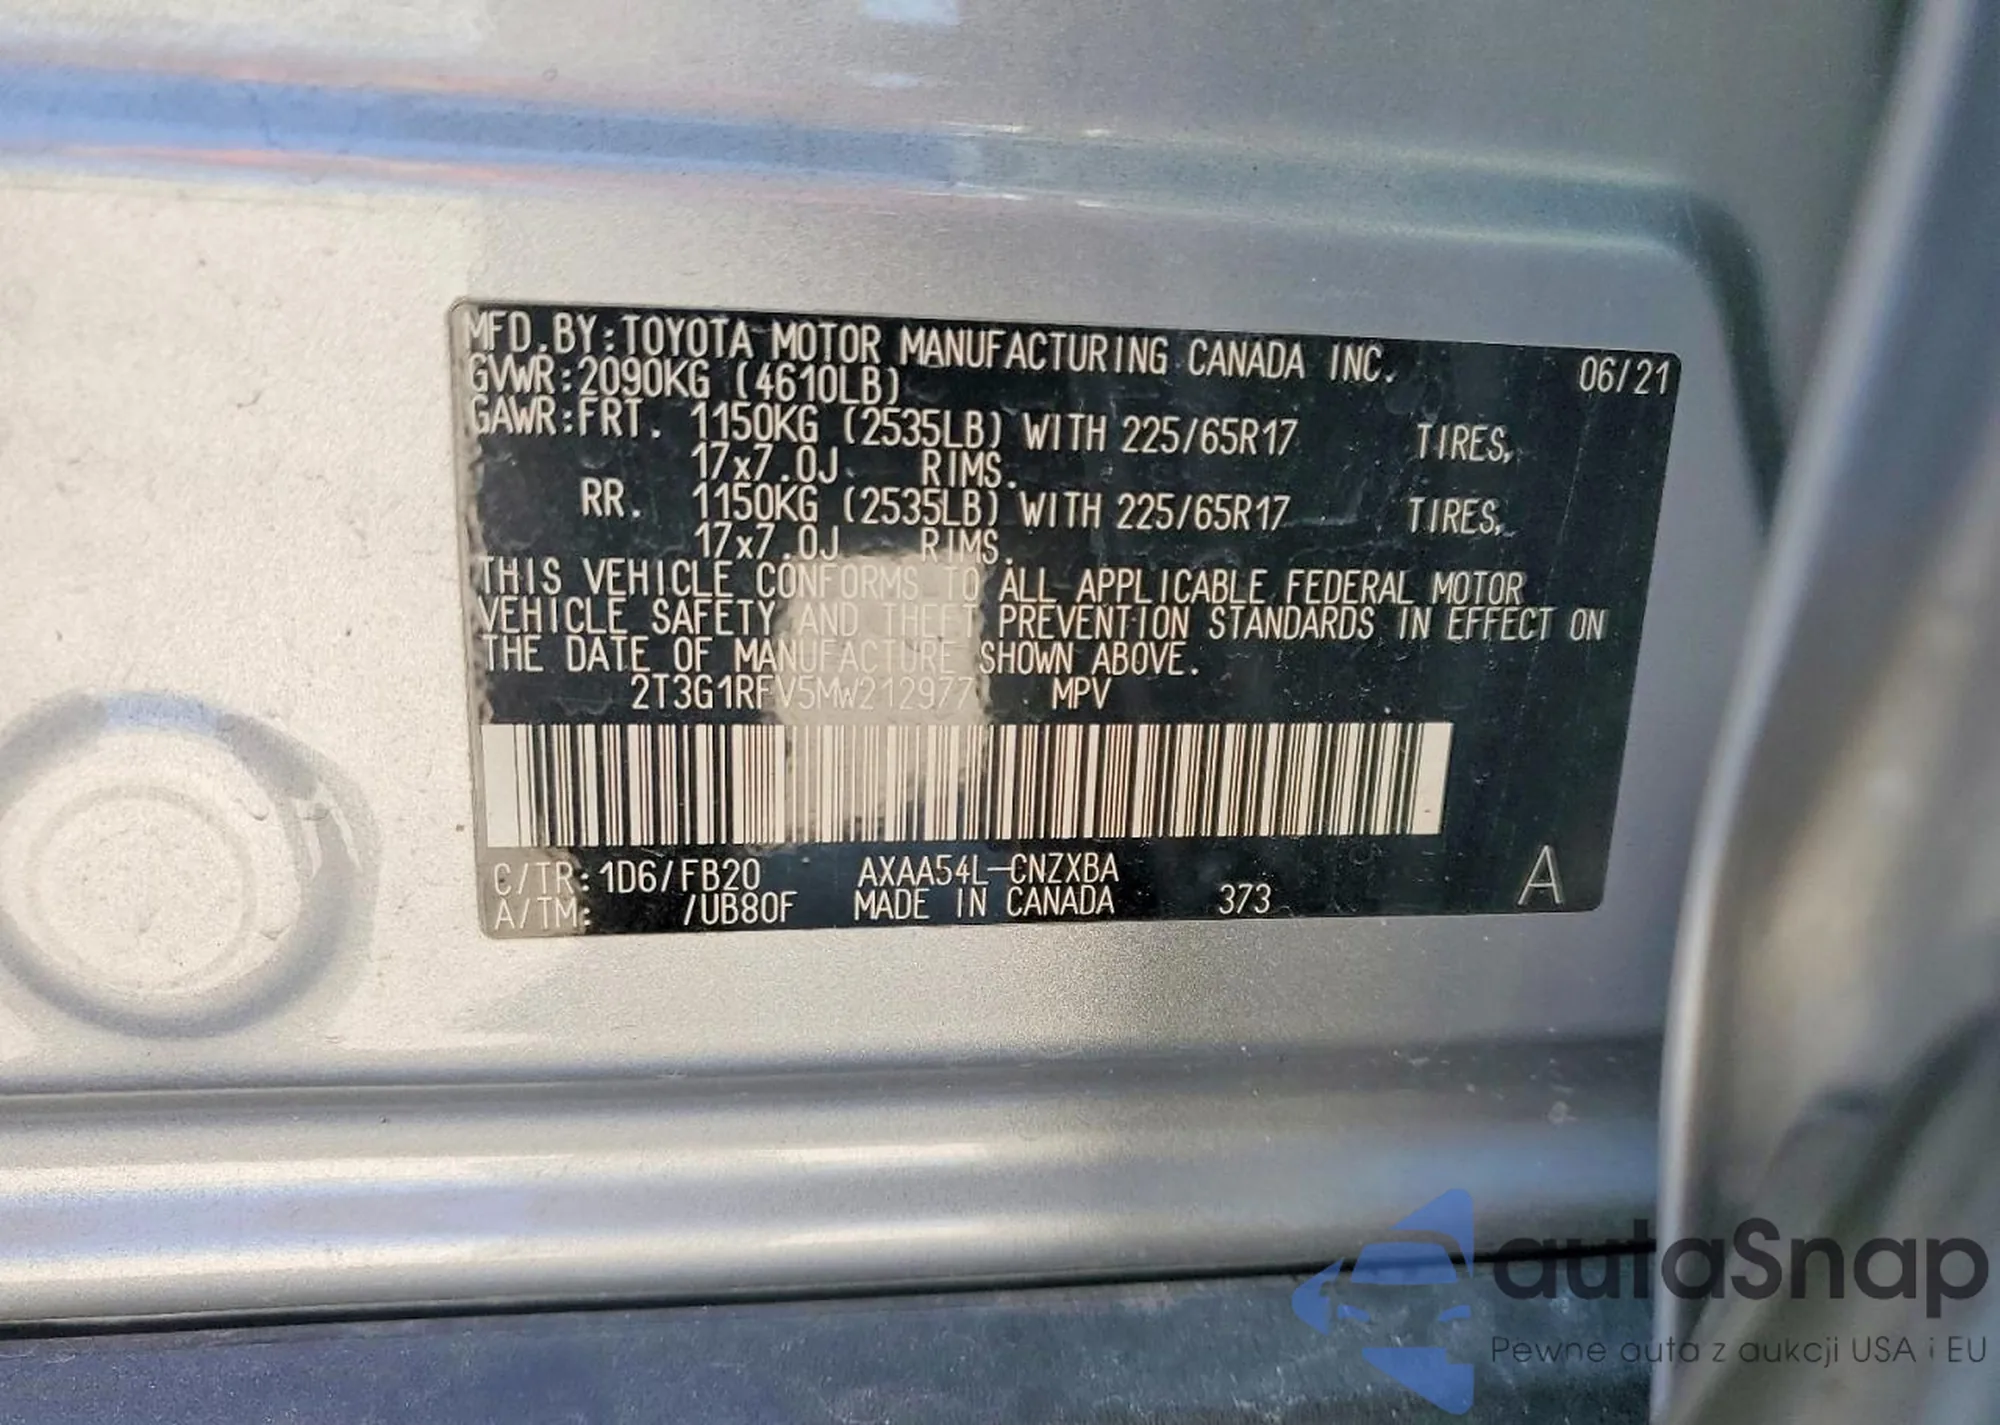 MFD.BY:TOYOTA MOTOR MANUFACTURING CANADA INC. 06/21
GVWR:2090KG (4610LB)
GAWR:FRT. 1150KG (2535LB) WITH 225/65R17 TIRES,
17x7.0J RIMS.
RR. 1150KG (2535LB) WITH 225/65R17 TIRES,
17x7.0J RIMS.
THIS VEHICLE CONFORMS TO ALL APPLICABLE FEDERAL MOTOR
VEHICLE SAFETY AND THEFT PREVENTION STANDARDS IN EFFECT ON
THE DATE OF MANUFACTURE SHOWN ABOVE.
2T3G1RFV5MW212977 MPV
C/TR:1D6/FB20 AXAA54L-CNZXBA
A/TM: /UB80F MADE IN CANADA 373 A
autaSnap
Pewne auta z aukcji USA i EU